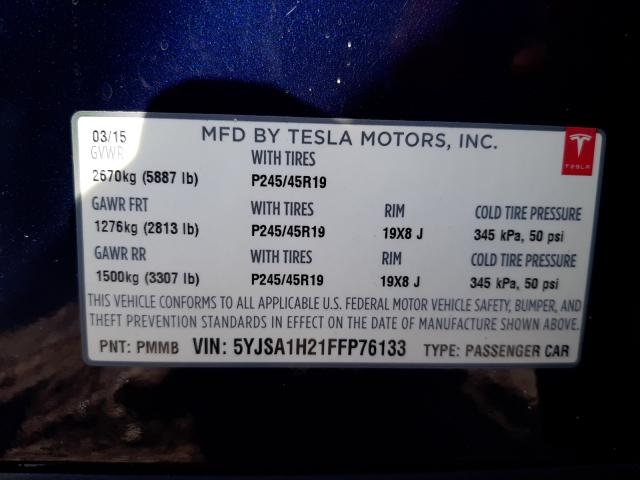 03/15 MFD BY TESLA MOTORS, INC.
GVWR WITH TIRES TESLA
2670kg (5887 lb) P245/45R19
GAWR FRT WITH TIRES RIM COLD TIRE PRESSURE
1276kg (2813 lb) P245/45R19 19X8 J 345 kPa, 50 psi
GAWR RR WITH TIRES RIM COLD TIRE PRESSURE
1500kg (3307 lb) P245/45R19 19X8 J 345 kPa, 50 psi
THIS VEHICLE CONFORMS TO ALL APPLICABLE U.S. FEDERAL MOTOR VEHICLE SAFETY, BUMPER, AND
THEFT PREVENTION STANDARDS IN EFFECT ON THE DATE OF MANUFACTURE SHOWN ABOVE.
PNT: PMMB VIN: 5YJSA1H21FFP76133 TYPE: PASSENGER CAR